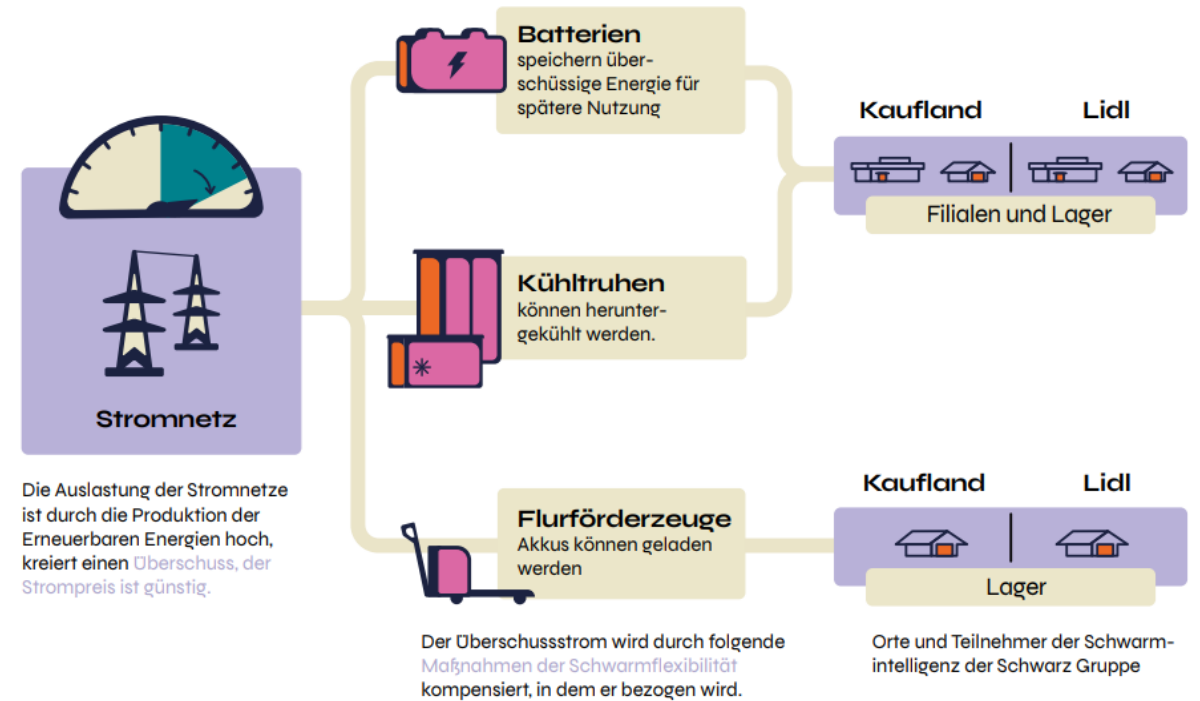 Batterien
speichern über-
schüssige Energie für
spätere Nutzung
Kaufland
Lidl
Filialen und Lager
Kühltruhen
können herunter-
gekühlt werden.
Stromnetz
Die Auslastung der Stromnetze
ist durch die Produktion der
Erneuerbaren Energien hoch,
kreiert einen Überschuss, der
Strompreis ist günstig.
Flurförderzeuge
Akkus können geladen
werden
Kaufland
Lidl
Lager
Der Überschussstrom wird durch folgende
Maßnahmen der Schwarmflexibilität
kompensiert, in dem er bezogen wird.
Orte und Teilnehmer der Schwarm-
intelligenz der Schwarz Gruppe